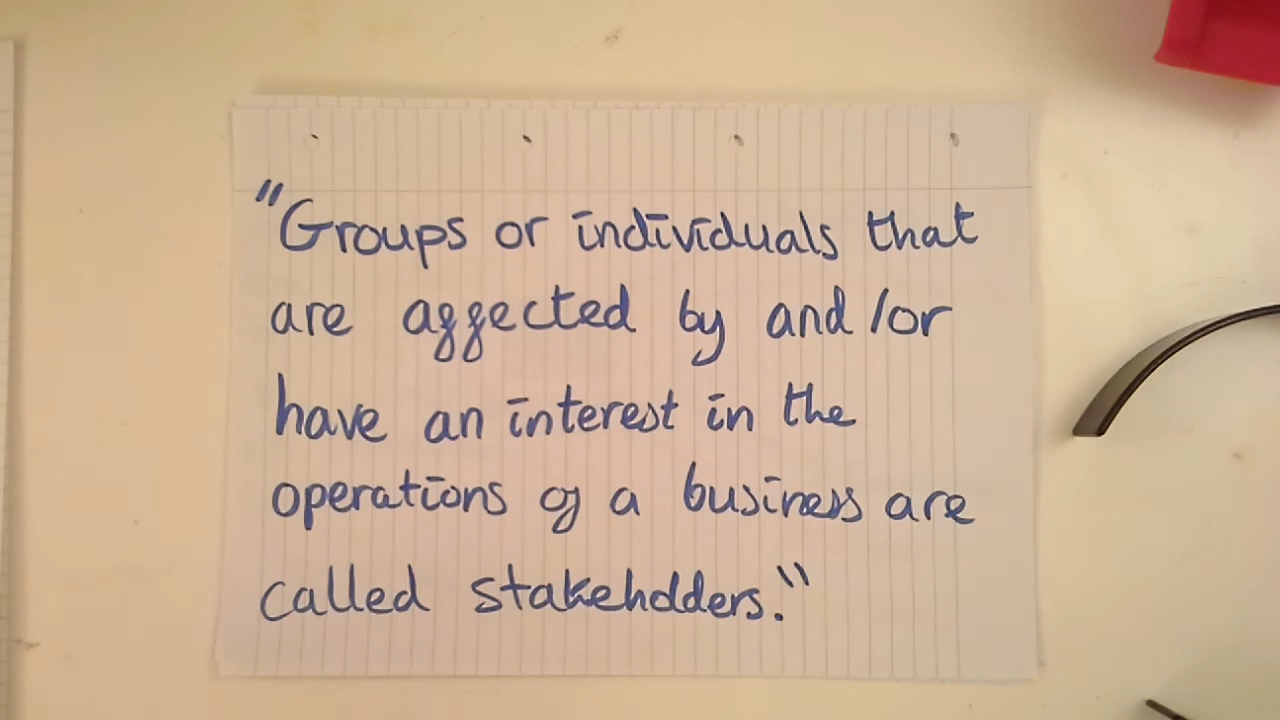 "Groups or individuals that
are affected by and/or
have an interest in the
operations of a business are
called stakeholders."